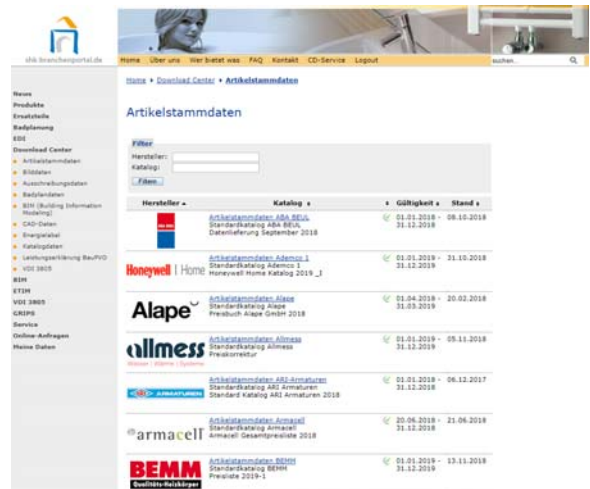 shk.branchenportal.de
Home Über uns Wer bietet was FAQ Kontakt CD-Service Logout
suchen...
Home Download Center Artikelstammdaten
News
Produkte
Ersatzteile
Badplanung
EDI
Download Center
Artikelstammdaten
Bilddaten
Ausschreibungsdaten
Badplandaten
BIM (Building Information
Modeling)
CAD-Daten
Energielabel
Katalogdaten
Leistungserklärung BauPVO
VDI 3805
BIM
ETIM
VDI 3805
GRIPS
Service
Online-Anfragen
Meine Daten
Artikelstammdaten
Filter
Hersteller:
Katalog:
Filtern
Hersteller Katalog Gültigkeit Stand
Artikelstammdaten ABA BEUL
Standardkatalog ABA BEUL
Datenlieferung September 2018
01.01.2018 - 08.10.2018
31.12.2018
Honeywell Home
Artikelstammdaten Ademco 1
Standardkatalog Ademco 1
Honeywell Home Katalog 2019 _I
01.01.2019 - 31.10.2018
31.12.2019
Alape
Artikelstammdaten Alape
Standardkatalog Alape
Preisbuch Alape GmbH 2018
01.04.2018 - 20.02.2018
31.03.2019
allmess
Wasser | Wärme | Systeme
Artikelstammdaten Allmess
Standardkatalog Allmess
Preiskorrektur
01.01.2019 - 05.11.2018
31.12.2019
ARI ARMATUREN
Artikelstammdaten ARI-Armaturen
Standardkatalog ARI Armaturen
Standard Katalog ARI Armaturen 2018
01.01.2018 - 06.12.2017
31.12.2018
armacell
Artikelstammdaten Armacell
Standardkatalog Armacell
Armacell Gesamtpreisliste 2018
20.06.2018 - 21.06.2018
31.12.2018
BEMM
Qualitäts-Heizkörper
Artikelstammdaten BEMM
Standardkatalog BEMM
Preisliste 2019-1
01.01.2019 - 13.11.2018
31.12.2019